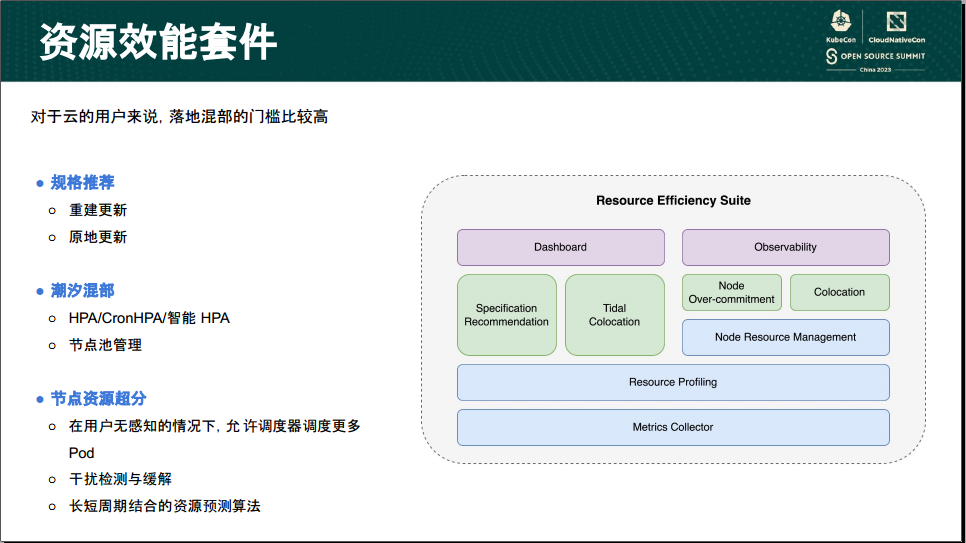 资源效能套件
KubeCon
CloudNativeCon
OPEN SOURCE SUMMIT
China 2023
对于云的用户来说, 落地混部的门槛比较高
规格推荐
重建更新
原地更新
潮汐混部
HPA/CronHPA/智能 HPA
节点池管理
节点资源超分
在用户无感知的情况下, 允许调度器调度更多
Pod
干扰检测与缓解
长短周期结合的资源预测算法
Resource Efficiency Suite
Dashboard
Observability
Specification
Recommendation
Tidal
Colocation
Node
Over-commitment
Colocation
Node Resource Management
Resource Profiling
Metrics Collector